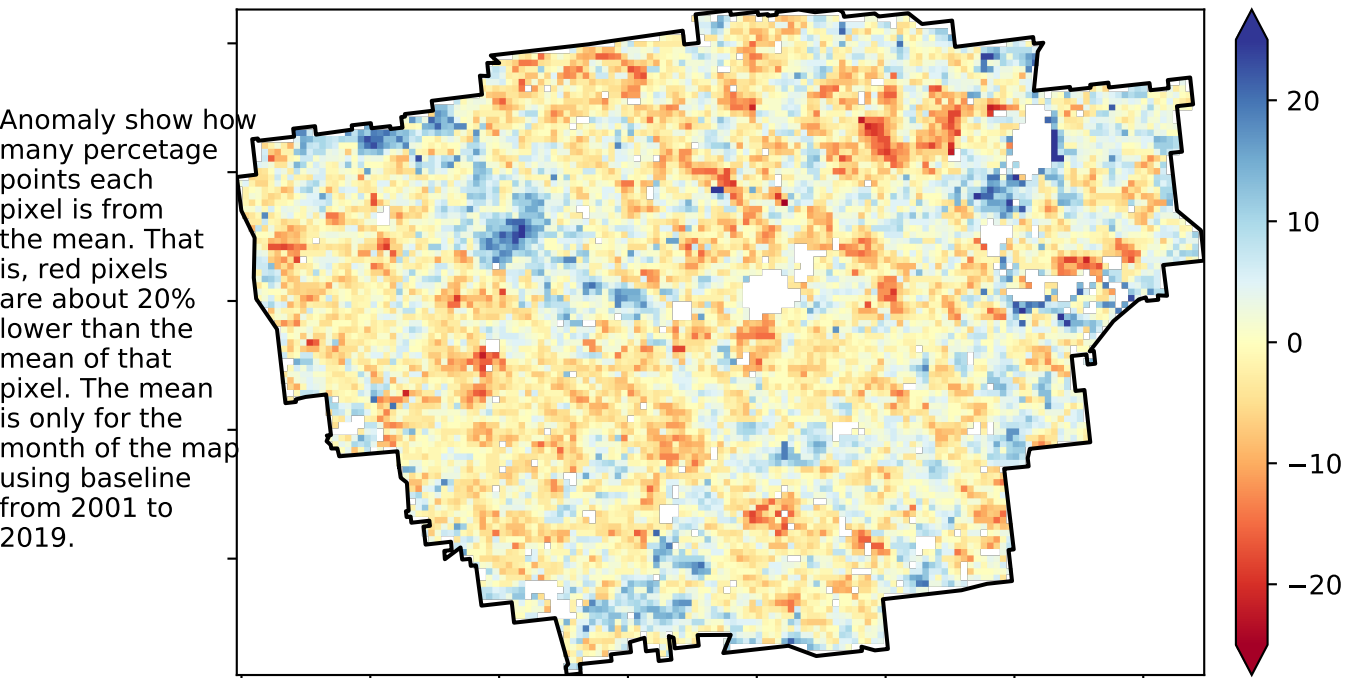 Anomaly show how
many percetage
points each
pixel is from
the mean. That
is, red pixels
are about 20%
lower than the
mean of that
pixel. The mean
is only for the
month of the map
using baseline
from 2001 to
2019.
20
10
0
−10
−20